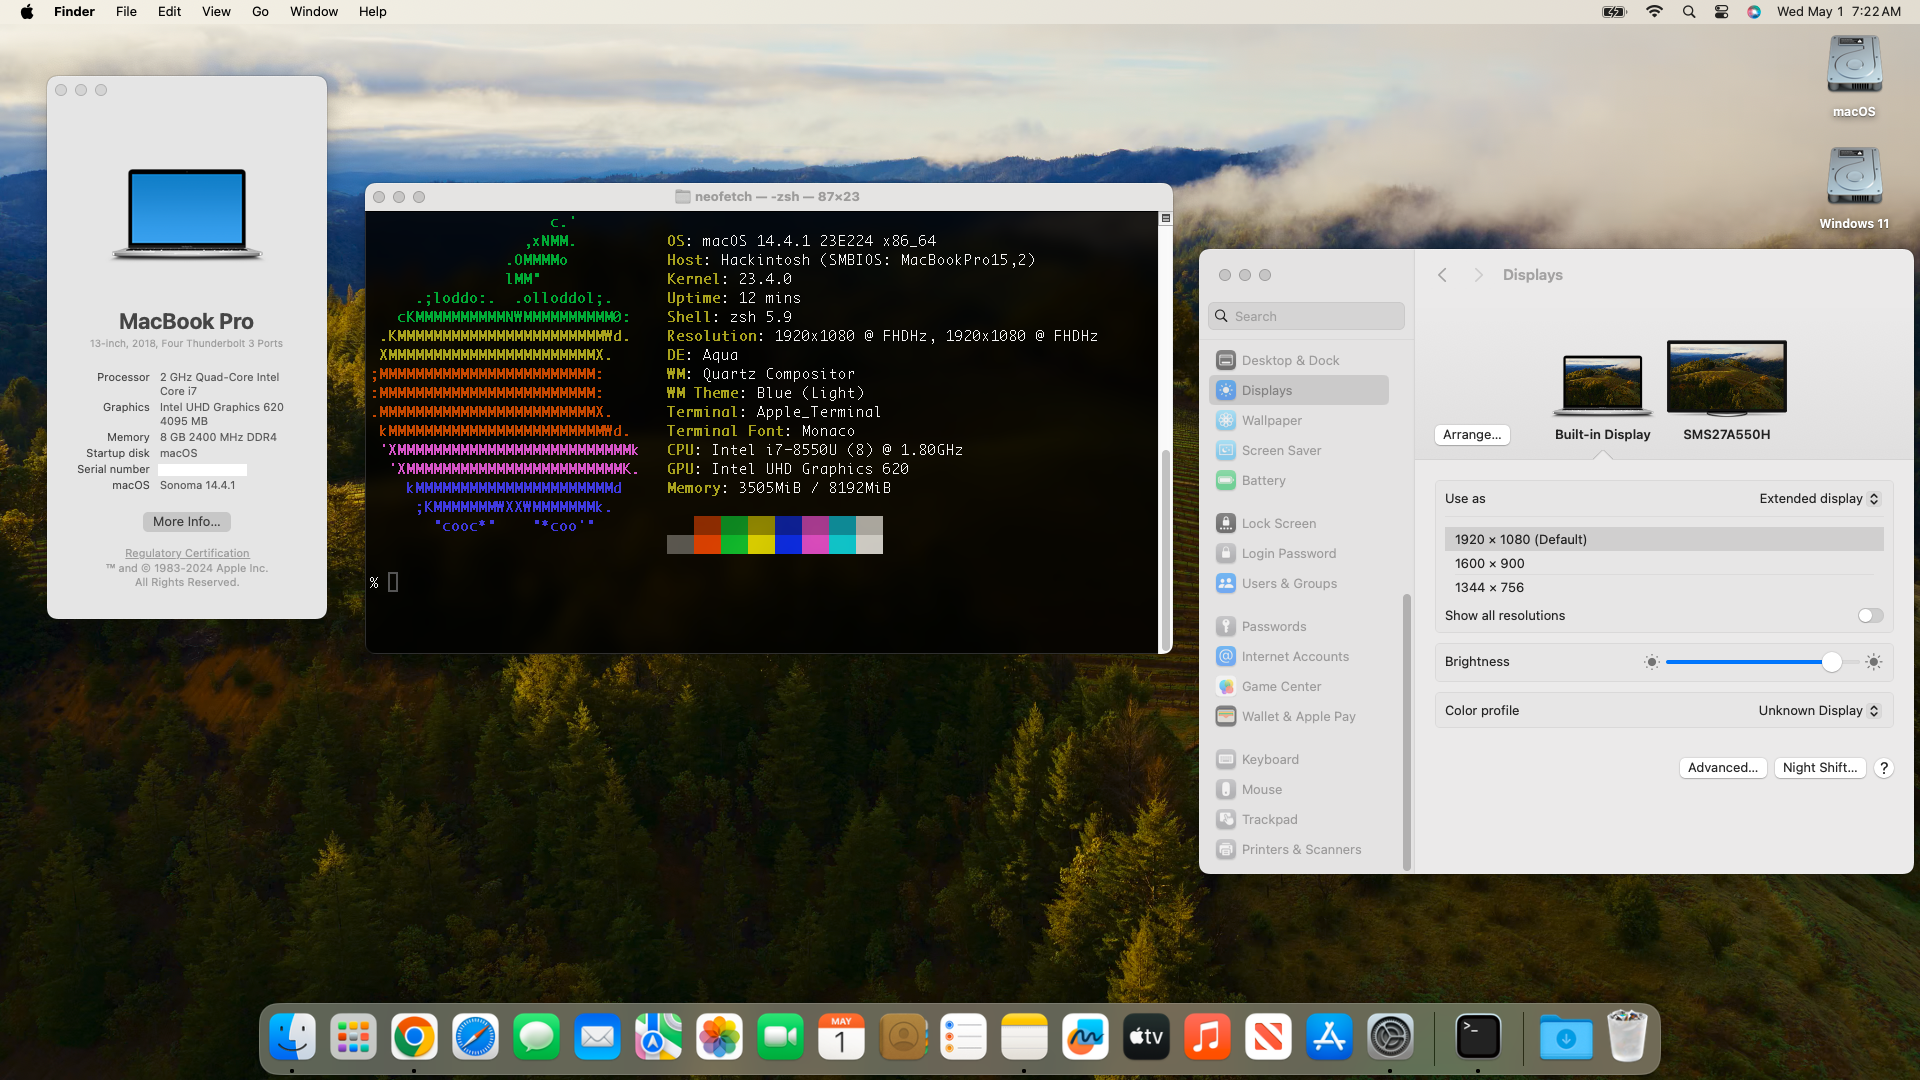 Finder File Edit View Go Window Help
Wed May 1 7:22 AM
macOS
Windows 11
MacBook Pro
13-inch, 2018, Four Thunderbolt 3 Ports
Processor 2 GHz Quad-Core Intel
Core i7
Graphics Intel UHD Graphics 620
4095 MB
Memory 8 GB 2400 MHz DDR4
Startup disk macOS
Serial number
macOS Sonoma 14.4.1
More Info...
Regulatory Certification
™ and © 1983-2024 Apple Inc.
All Rights Reserved.
neofetch — -zsh — 87×23
c.'
,xNMM.
.OMMMMo
lMM"
.;loddo:. .olloddol;.
cKMMMMMMMMMMNWMMMMMMMMMM0:
.KMMMMMMMMMMMMMMMMMMMMMMMWd.
XMMMMMMMMMMMMMMMMMMMMMMMX.
;MMMMMMMMMMMMMMMMMMMMMMMM:
:MMMMMMMMMMMMMMMMMMMMMMMM:
.MMMMMMMMMMMMMMMMMMMMMMMMX.
kMMMMMMMMMMMMMMMMMMMMMMMMWd.
'XMMMMMMMMMMMMMMMMMMMMMMMMMMk
'XMMMMMMMMMMMMMMMMMMMMMMMMK.
kMMMMMMMMMMMMMMMMMMMMMMd
;KMMMMMMMWXXWMMMMMMMk.
"cooc*" "*coo'"
OS: macOS 14.4.1 23E224 x86_64
Host: Hackintosh (SMBIOS: MacBookPro15,2)
Kernel: 23.4.0
Uptime: 12 mins
Shell: zsh 5.9
Resolution: 1920x1080 @ FHDHz, 1920x1080 @ FHDHz
DE: Aqua
WM: Quartz Compositor
WM Theme: Blue (Light)
Terminal: Apple_Terminal
Terminal Font: Monaco
CPU: Intel i7-8550U (8) @ 1.80GHz
GPU: Intel UHD Graphics 620
Memory: 3505MiB / 8192MiB
%
Search
Desktop & Dock
Displays
Wallpaper
Screen Saver
Battery
Lock Screen
Login Password
Users & Groups
Passwords
Internet Accounts
Game Center
Wallet & Apple Pay
Keyboard
Mouse
Trackpad
Printers & Scanners
Displays
Arrange...
Built-in Display
SMS27A550H
Use as Extended display
1920 × 1080 (Default)
1600 × 900
1344 × 756
Show all resolutions
Brightness
Color profile Unknown Display
Advanced... Night Shift... ?
MAY
1
tv
>_